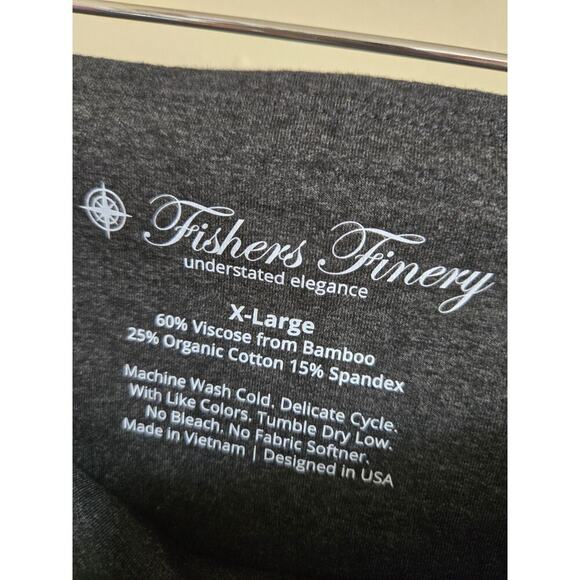 Fishers Finery
understated elegance
X-Large
60% Viscose from Bamboo
25% Organic Cotton 15% Spandex
Machine Wash Cold. Delicate Cycle.
With Like Colors. Tumble Dry Low.
No Bleach. No Fabric Softner.
Made in Vietnam | Designed in USA